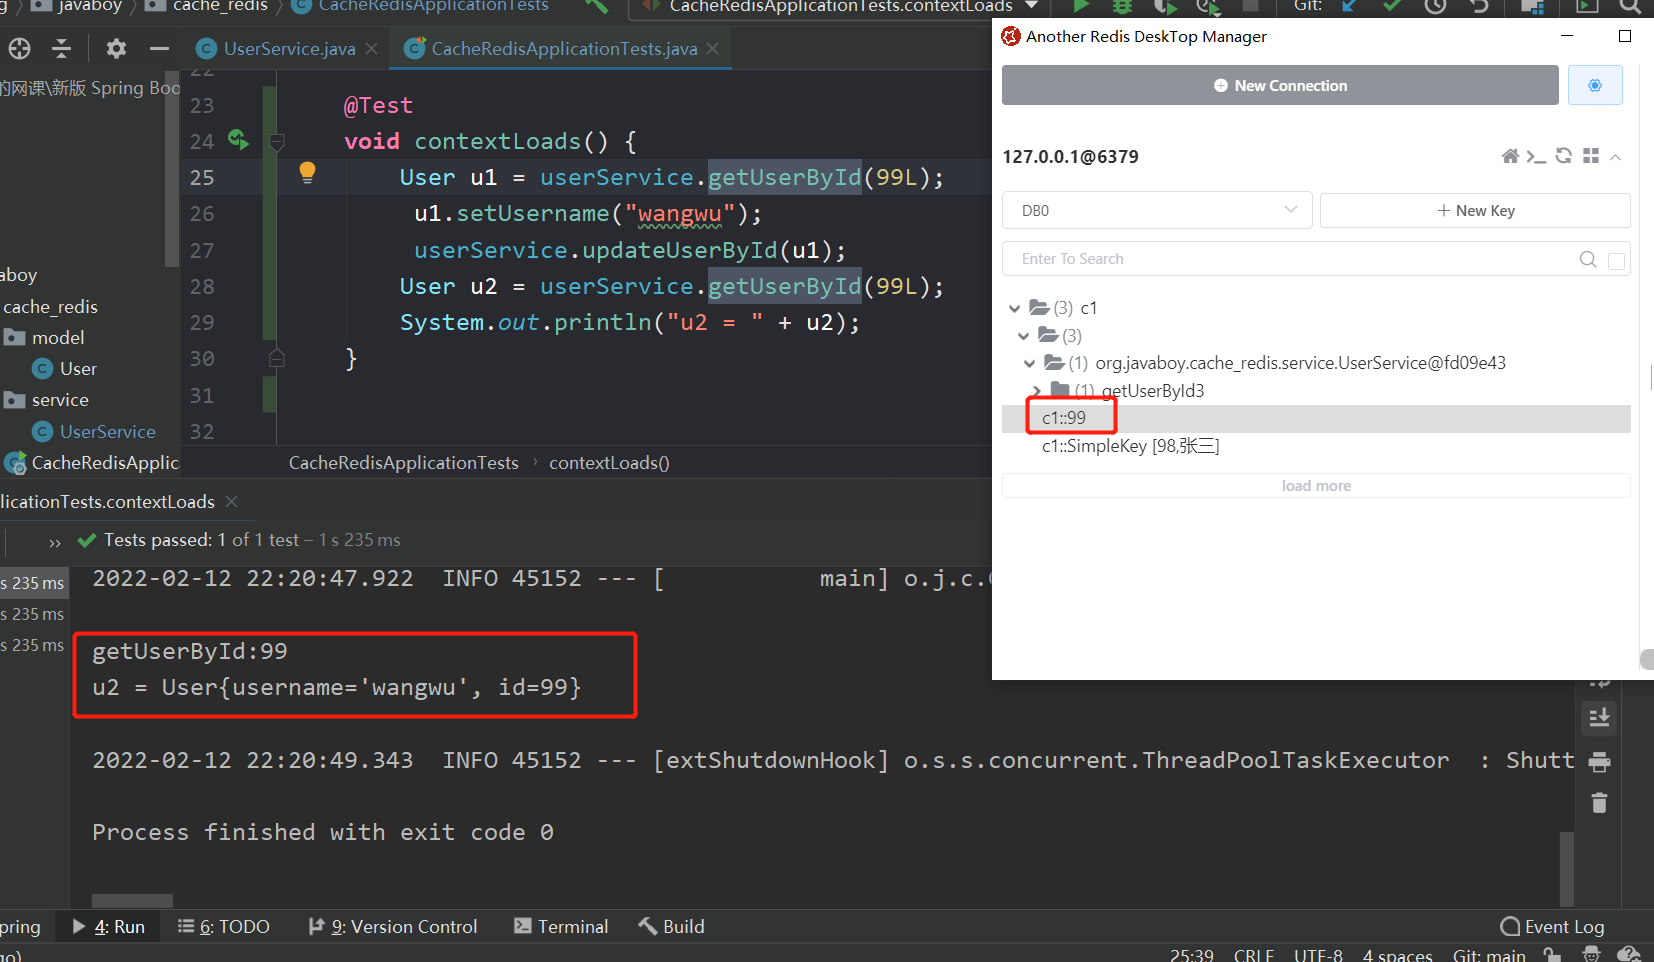 javaboy
cache_redis
CacheRedisApplicationTests
CacheRedisApplicationTests.contextLoads
Git:
UserService.java
CacheRedisApplicationTests.java
的网课\新版 Spring Boo
aboy
cache_redis
model
User
service
UserService
CacheRedisApplic
22
23 @Test
24 void contextLoads() {
25 User u1 = userService.getUserById(99L);
26 u1.setUsername("wangwu");
27 userService.updateUserById(u1);
28 User u2 = userService.getUserById(99L);
29 System.out.println("u2 = " + u2);
30 }
31
32
CacheRedisApplicationTests › contextLoads()
Another Redis DeskTop Manager
New Connection
127.0.0.1@6379
DB0
New Key
Enter To Search
(3) c1
(3)
(1) org.javaboy.cache_redis.service.UserService@fd09e43
(1) getUserById3
c1::99
c1::SimpleKey [98,张三]
load more
licationTests.contextLoads
» Tests passed: 1 of 1 test – 1 s 235 ms
s 235 ms
s 235 ms
s 235 ms
2022-02-12 22:20:47.922 INFO 45152 --- [ main] o.j.c.
getUserById:99
u2 = User{username='wangwu', id=99}
2022-02-12 22:20:49.343 INFO 45152 --- [extShutdownHook] o.s.s.concurrent.ThreadPoolTaskExecutor : Shutt
Process finished with exit code 0
pring
4: Run
6: TODO
9: Version Control
Terminal
Build
Event Log
go)
25:39 CRLF UTF-8 4 spaces Git: main